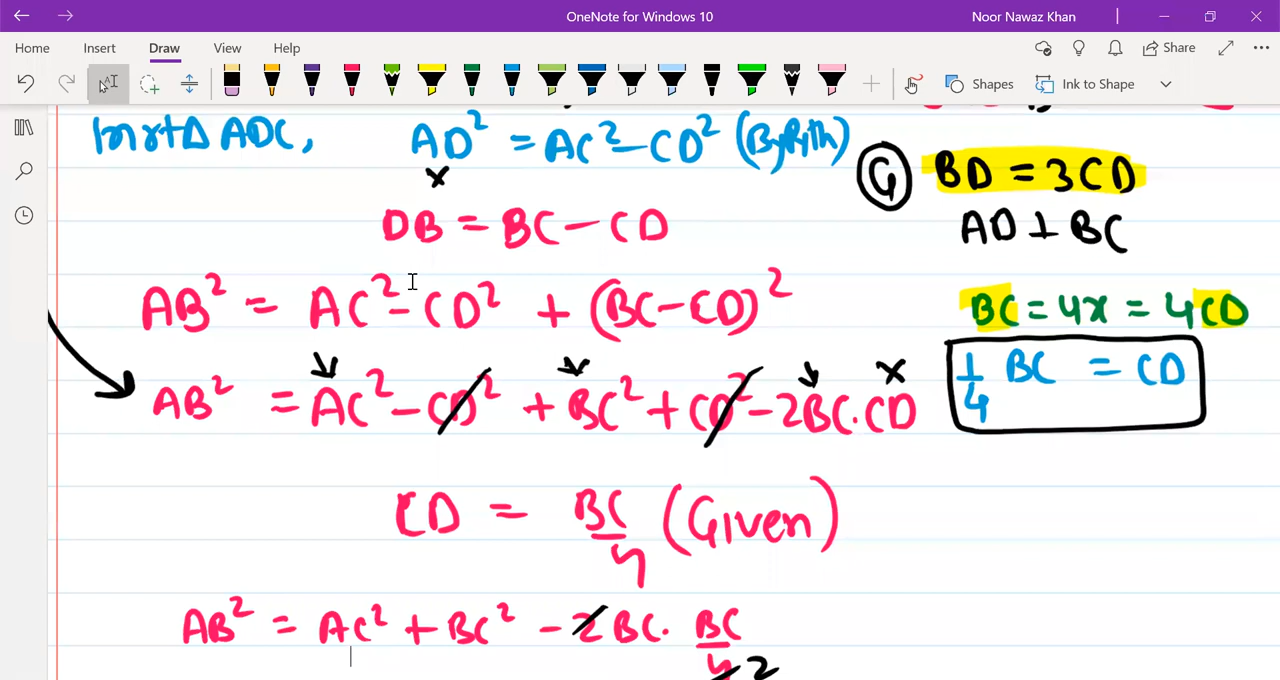 OneNote for Windows 10
Noor Nawaz Khan
Home Insert Draw View Help
Share
Shapes
Ink to Shape
In rt Δ ADC, AD² = AC² – CD² (By Pyth)
x
DB = BC – CD
AB² = AC² – CD² + (BC – CD)²
AB² = AC² – CD² + BC² + CD² – 2BC.CD
x
CD = BC/4 (Given)
AB² = AC² + BC² – 2BC. BC/4
2
G BD = 3CD
AD ⊥ BC
BC = 4x = 4CD
1/4 BC = CD